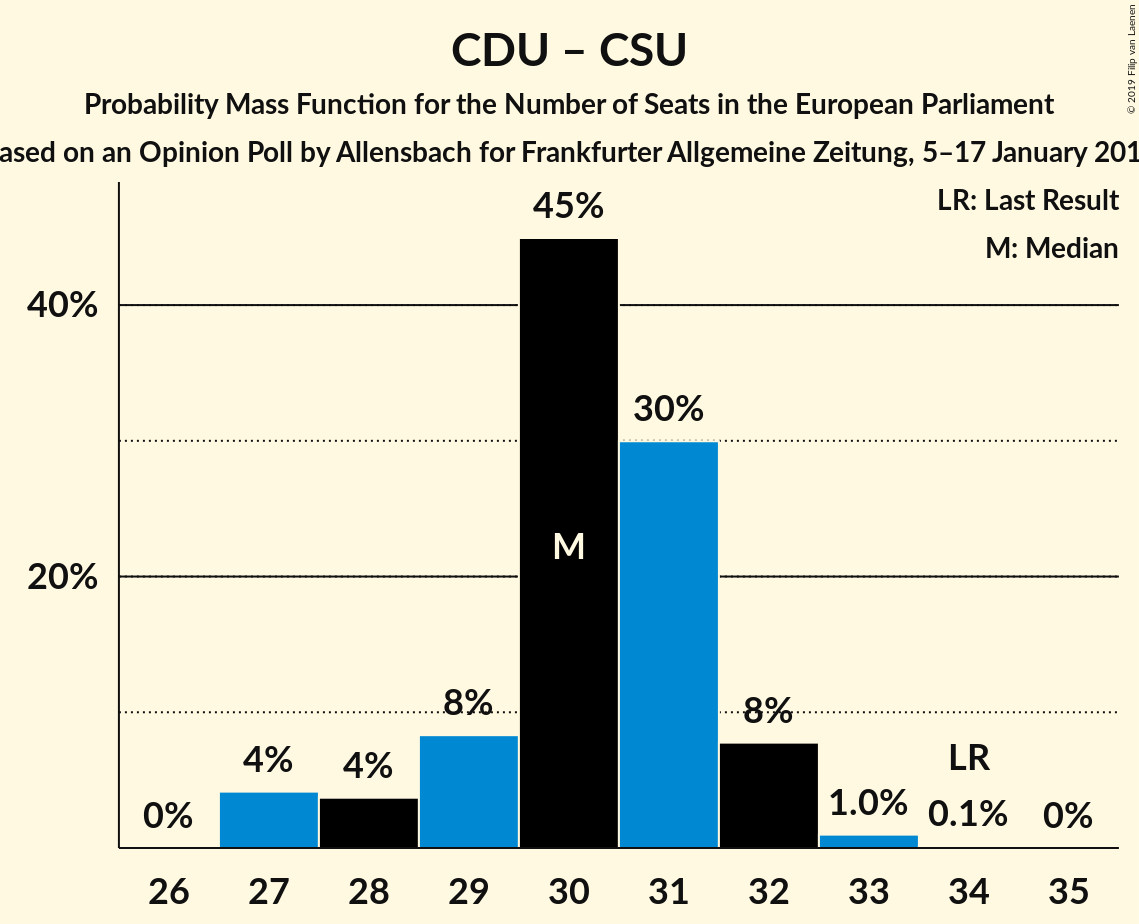 CDU – CSU
Probability Mass Function for the Number of Seats in the European Parliament
ased on an Opinion Poll by Allensbach for Frankfurter Allgemeine Zeitung, 5–17 January 201
© 2019 Filip van Laenen
LR: Last Result
M: Median
45%
40%
30%
M
20%
8%
8%
4%
4%
LR
0%
1.0%
0.1%
0%
26 27 28 29 30 31 32 33 34 35